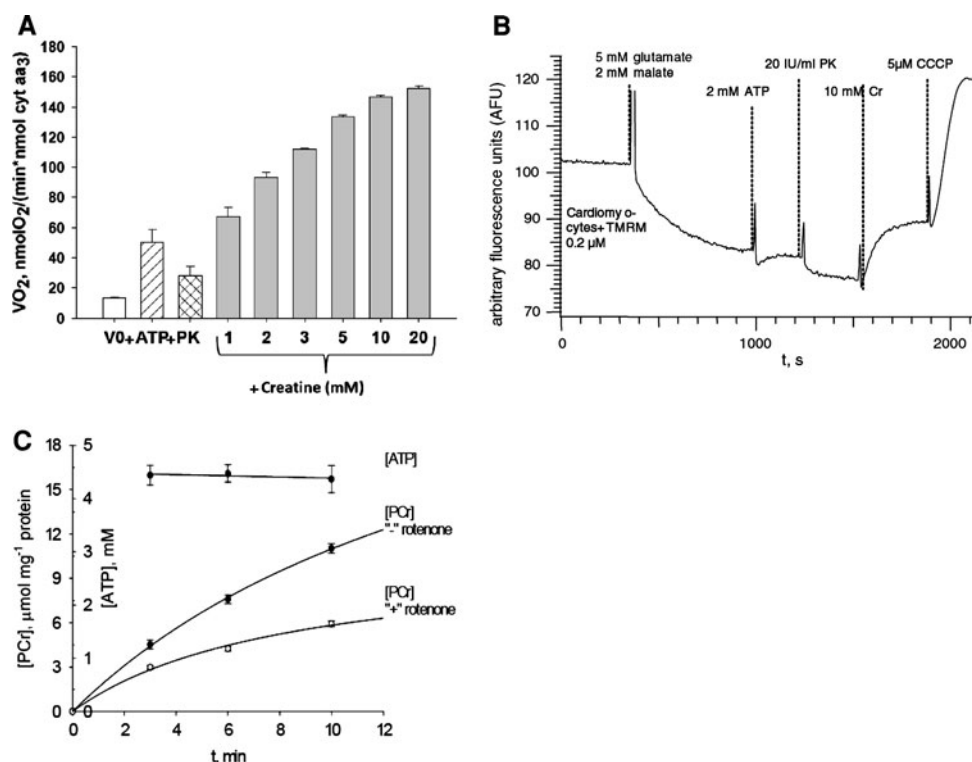 A
VO2, nmolO2/(min*nmol cyt aa3)
180
160
140
120
100
80
60
40
20
0
V0+ATP+PK
1 2 3 5 10 20
+ Creatine (mM)
B
arbitrary fluorescence units (AFU)
120
110
100
90
80
70
5 mM glutamate
2 mM malate
2 mM ATP
20 IU/ml PK
10 mM Cr
5μM CCCP
Cardiomyo-
cytes+TMRM
0.2 μM
0 1000 2000
t, s
C
[PCr], μmol mg-1 protein
18
15
12
9
6
3
0
[ATP], mM
5
4
3
2
1
0
[ATP]
[PCr]
"-" rotenone
[PCr]
"+" rotenone
0 2 4 6 8 10 12
t, min